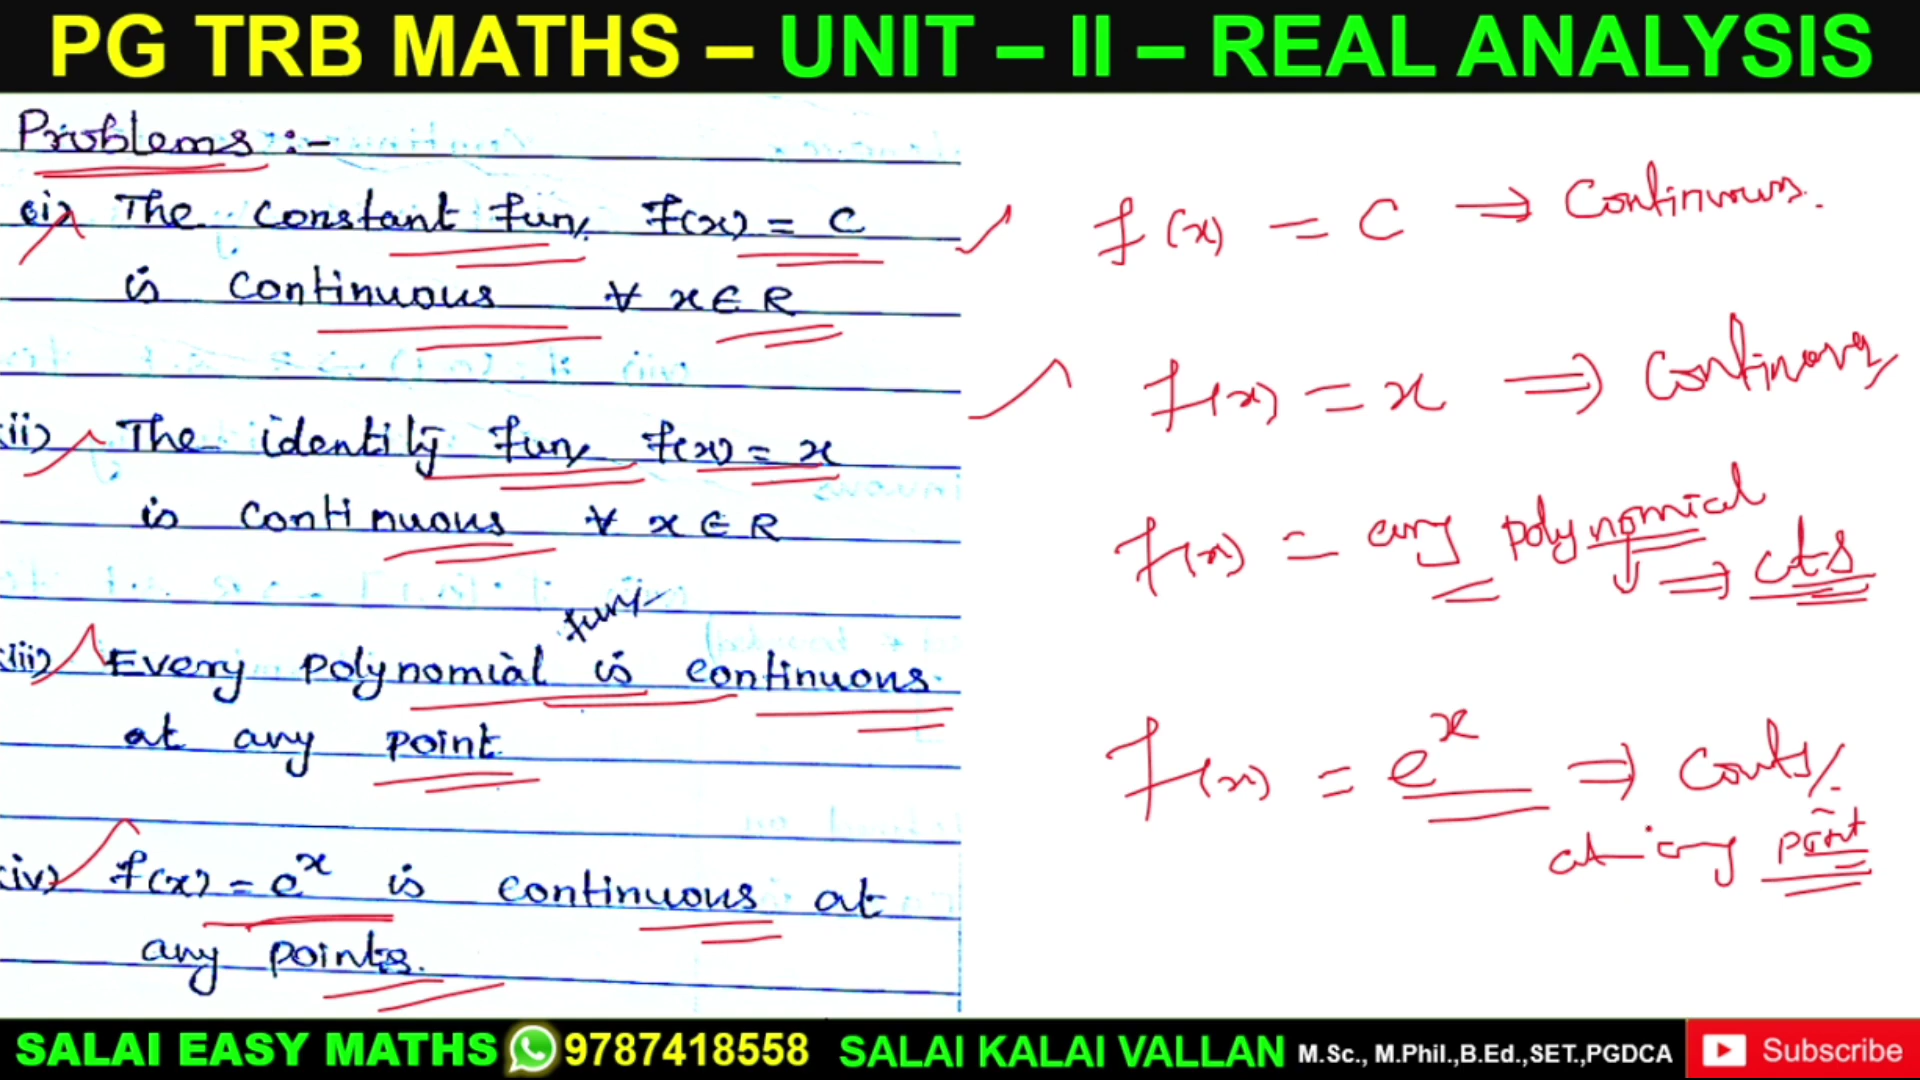 PG TRB MATHS – UNIT – II – REAL ANALYSIS
Problems :-
(i) The constant fun, f(x) = C
is continuous ∀ x ∈ R
(ii) The identity fun, f(x) = x
is continuous ∀ x ∈ R
fun,
(iii) Every polynomial is continuous
at any point
(iv) f(x) = e^x is continuous at
any points.
f(x) = C ⇒ Continuous.
f(x) = x ⇒ Continuous
f(x) = any polynomial
⇒ cts
f(x) = e^x ⇒ conts/.
at any point
SALAI EASY MATHS 9787418558 SALAI KALAI VALLAN M.Sc., M.Phil.,B.Ed.,SET.,PGDCA Subscribe